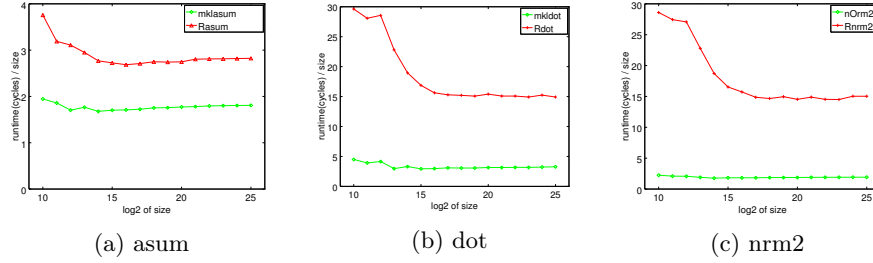 runtime(cycles) / size
4
3
2
1
0
10
15
20
25
log2 of size
mklasum
Rasum
(a) asum
runtime(cycles) / size
30
25
20
15
10
5
0
10
15
20
25
log2 of size
mkldot
Rdot
(b) dot
runtime(cycles) / size
30
25
20
15
10
5
0
10
15
20
25
log2 of size
nOrm2
Rnrm2
(c) nrm2